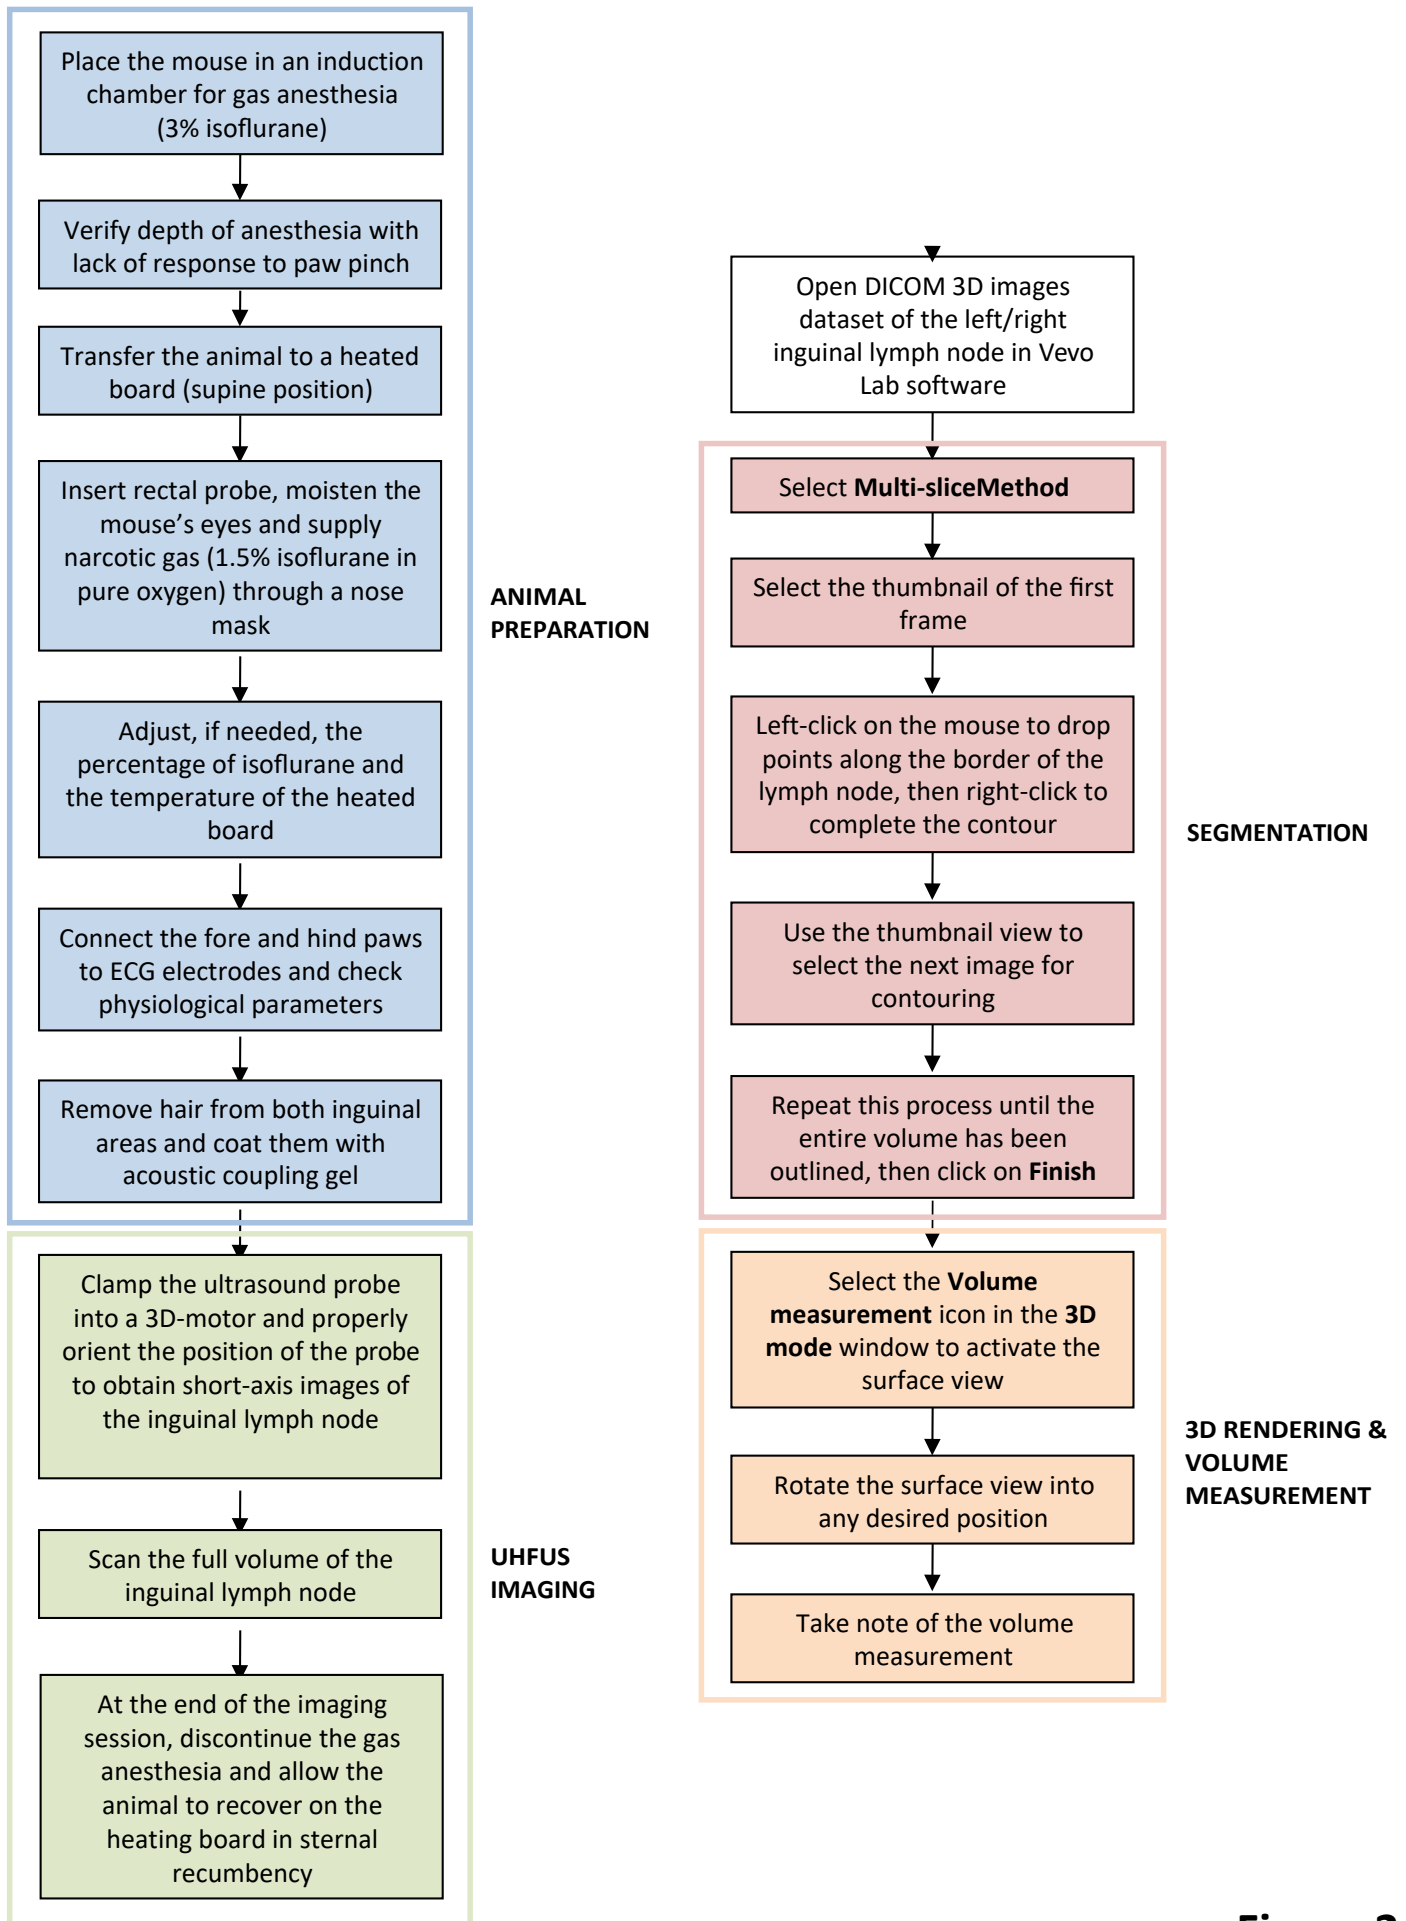 Place the mouse in an induction
chamber for gas anesthesia
(3% isoflurane)
Verify depth of anesthesia with
lack of response to paw pinch
Transfer the animal to a heated
board (supine position)
Insert rectal probe, moisten the
mouse’s eyes and supply
narcotic gas (1.5% isoflurane in
pure oxygen) through a nose
mask
Adjust, if needed, the
percentage of isoflurane and
the temperature of the heated
board
Connect the fore and hind paws
to ECG electrodes and check
physiological parameters
Remove hair from both inguinal
areas and coat them with
acoustic coupling gel
ANIMAL
PREPARATION
Clamp the ultrasound probe
into a 3D-motor and properly
orient the position of the probe
to obtain short-axis images of
the inguinal lymph node
Scan the full volume of the
inguinal lymph node
At the end of the imaging
session, discontinue the gas
anesthesia and allow the
animal to recover on the
heating board in sternal
recumbency
UHFUS
IMAGING
Open DICOM 3D images
dataset of the left/right
inguinal lymph node in Vevo
Lab software
Select Multi-sliceMethod
Select the thumbnail of the first
frame
Left-click on the mouse to drop
points along the border of the
lymph node, then right-click to
complete the contour
Use the thumbnail view to
select the next image for
contouring
Repeat this process until the
entire volume has been
outlined, then click on Finish
SEGMENTATION
Select the Volume
measurement icon in the 3D
mode window to activate the
surface view
Rotate the surface view into
any desired position
Take note of the volume
measurement
3D RENDERING &
VOLUME
MEASUREMENT